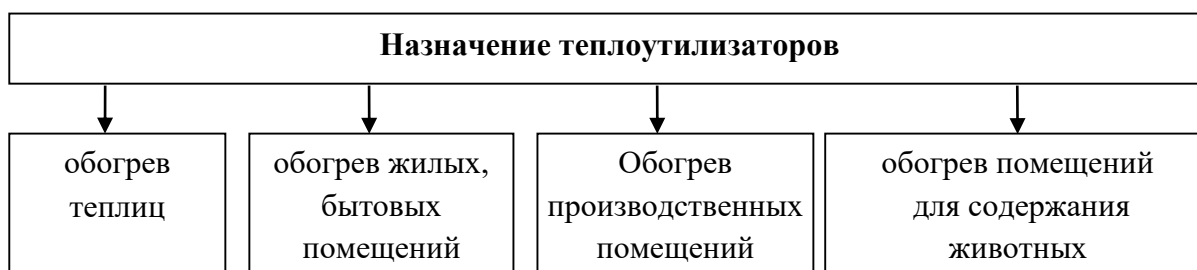 Назначение теплоутилизаторов
обогрев
теплиц
обогрев жилых,
бытовых
помещений
Обогрев
производственных
помещений
обогрев помещений
для содержания
животных